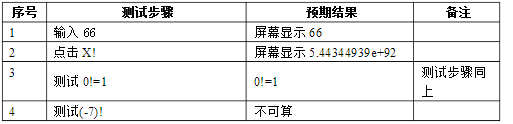 序号 测试步骤 预期结果 备注
1 输入 66 屏幕显示 66
2 点击 X! 屏幕显示 5.44344939e+92
3 测试 0!=1 0!=1 测试步骤同上
4 测试(-7)! 不可算